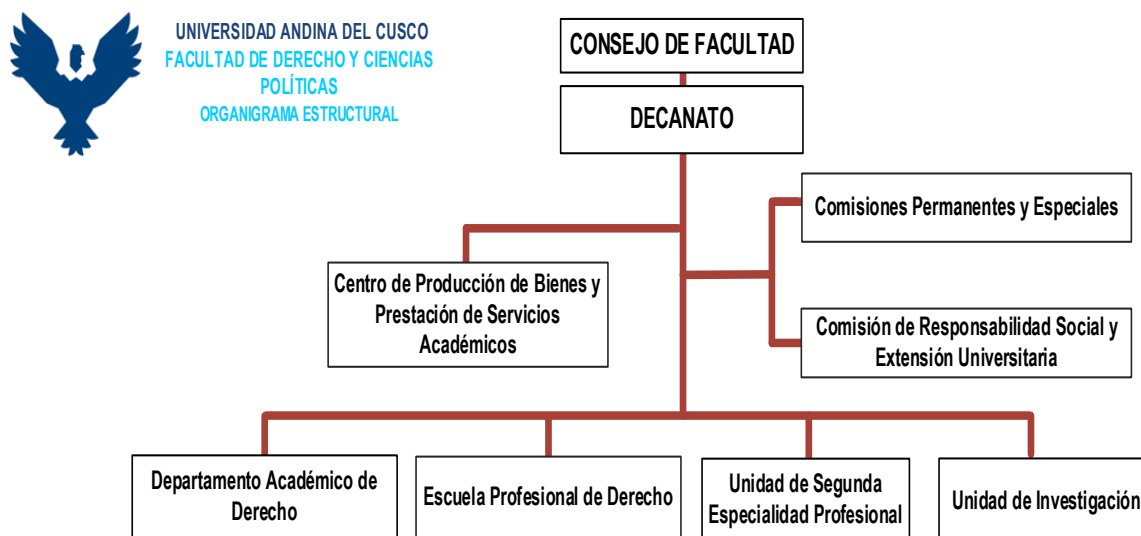 UNIVERSIDAD ANDINA DEL CUSCO
FACULTAD DE DERECHO Y CIENCIAS
POLÍTICAS
ORGANIGRAMA ESTRUCTURAL
CONSEJO DE FACULTAD
DECANATO
Comisiones Permanentes y Especiales
Centro de Producción de Bienes y
Prestación de Servicios
Académicos
Comisión de Responsabilidad Social y
Extensión Universitaria
Departamento Académico de
Derecho
Escuela Profesional de Derecho
Unidad de Segunda
Especialidad Profesional
Unidad de Investigación